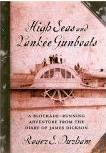 High Seas and
Yankee Gunboats
A BLOCKADE-RUNNING
ADVENTURE FROM THE
DIARY OF JAMES DICKSON
Roger S. Durham